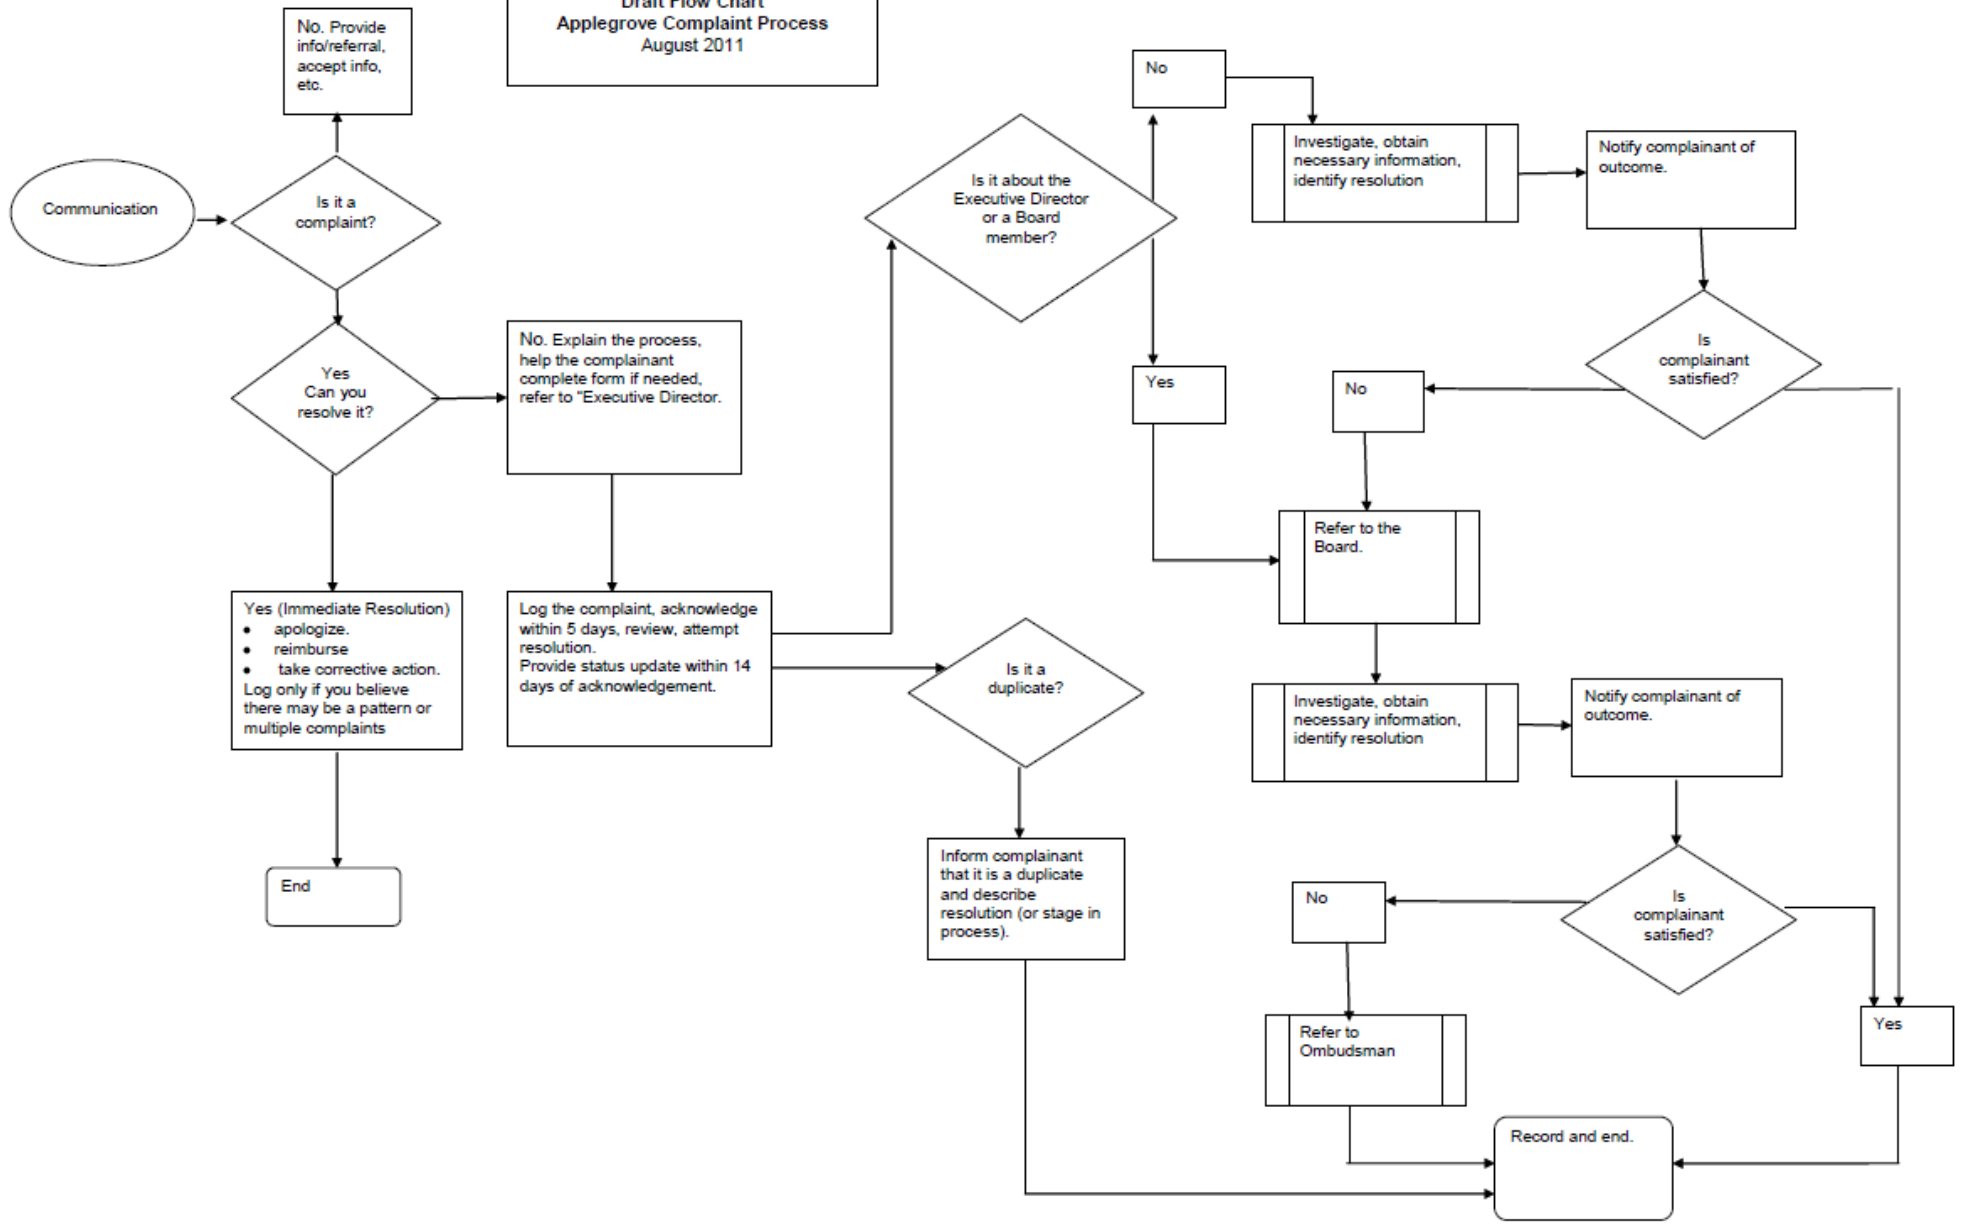 Draft Flow Chart
Applegrove Complaint Process
August 2011
No. Provide
info/referral,
accept info,
etc.
Communication
Is it a
complaint?
Yes
Can you
resolve it?
No. Explain the process,
help the complainant
complete form if needed,
refer to "Executive Director.
Yes (Immediate Resolution)
• apologize.
• reimburse
• take corrective action.
Log only if you believe
there may be a pattern or
multiple complaints
End
Log the complaint, acknowledge
within 5 days, review, attempt
resolution.
Provide status update within 14
days of acknowledgement.
Is it about the
Executive Director
or a Board
member?
Is it a
duplicate?
Inform complainant
that it is a duplicate
and describe
resolution (or stage in
process).
No
Investigate, obtain
necessary information,
identify resolution
Notify complainant of
outcome.
Is
complainant
satisfied?
Yes
No
Refer to the
Board.
Investigate, obtain
necessary information,
identify resolution
Notify complainant of
outcome.
Is
complainant
satisfied?
No
Refer to
Ombudsman
Yes
Record and end.